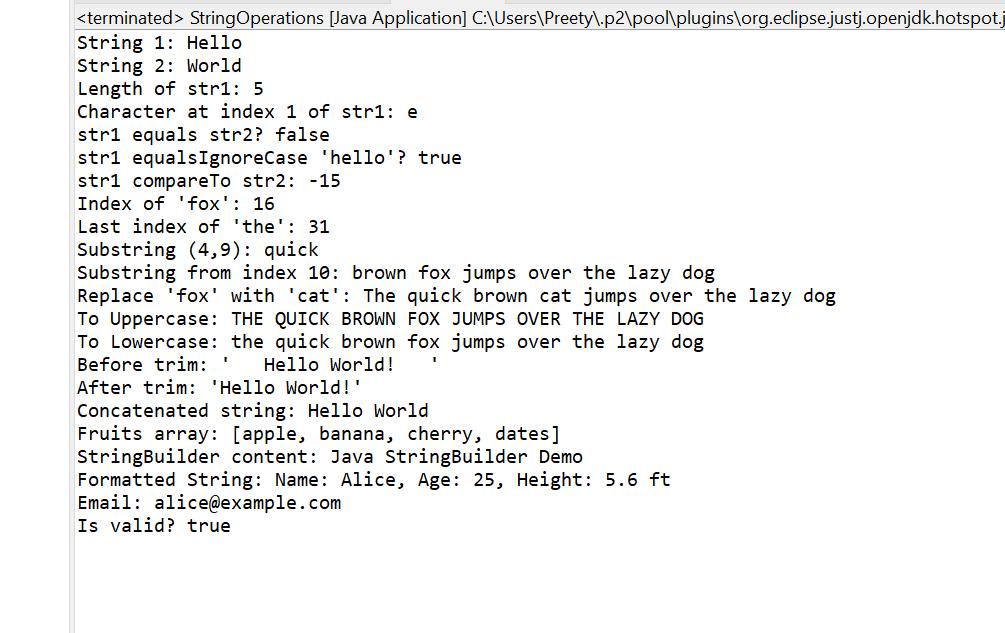 <terminated> StringOperations [Java Application] C:\Users\Preety\.p2\pool\plugins\org.eclipse.justj.openjdk.hotspot.j
String 1: Hello
String 2: World
Length of str1: 5
Character at index 1 of str1: e
str1 equals str2? false
str1 equalsIgnoreCase 'hello'? true
str1 compareTo str2: -15
Index of 'fox': 16
Last index of 'the': 31
Substring (4,9): quick
Substring from index 10: brown fox jumps over the lazy dog
Replace 'fox' with 'cat': The quick brown cat jumps over the lazy dog
To Uppercase: THE QUICK BROWN FOX JUMPS OVER THE LAZY DOG
To Lowercase: the quick brown fox jumps over the lazy dog
Before trim: '   Hello World!   '
After trim: 'Hello World!'
Concatenated string: Hello World
Fruits array: [apple, banana, cherry, dates]
StringBuilder content: Java StringBuilder Demo
Formatted String: Name: Alice, Age: 25, Height: 5.6 ft
Email: alice@example.com
Is valid? true